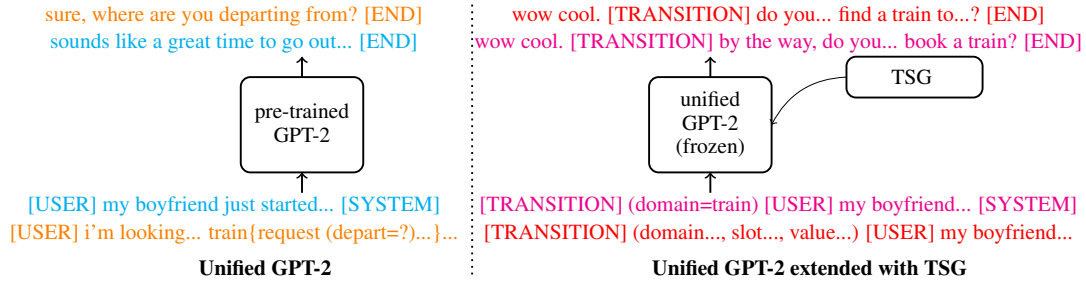 sure, where are you departing from? [END]
sounds like a great time to go out... [END]
pre-trained
GPT-2
[USER] my boyfriend just started... [SYSTEM]
[USER] i'm looking... train{request (depart=?)...}...
Unified GPT-2
wow cool. [TRANSITION] do you... find a train to...? [END]
wow cool. [TRANSITION] by the way, do you... book a train? [END]
TSG
unified
GPT-2
(frozen)
[TRANSITION] (domain=train) [USER] my boyfriend... [SYSTEM]
[TRANSITION] (domain..., slot..., value...) [USER] my boyfriend...
Unified GPT-2 extended with TSG